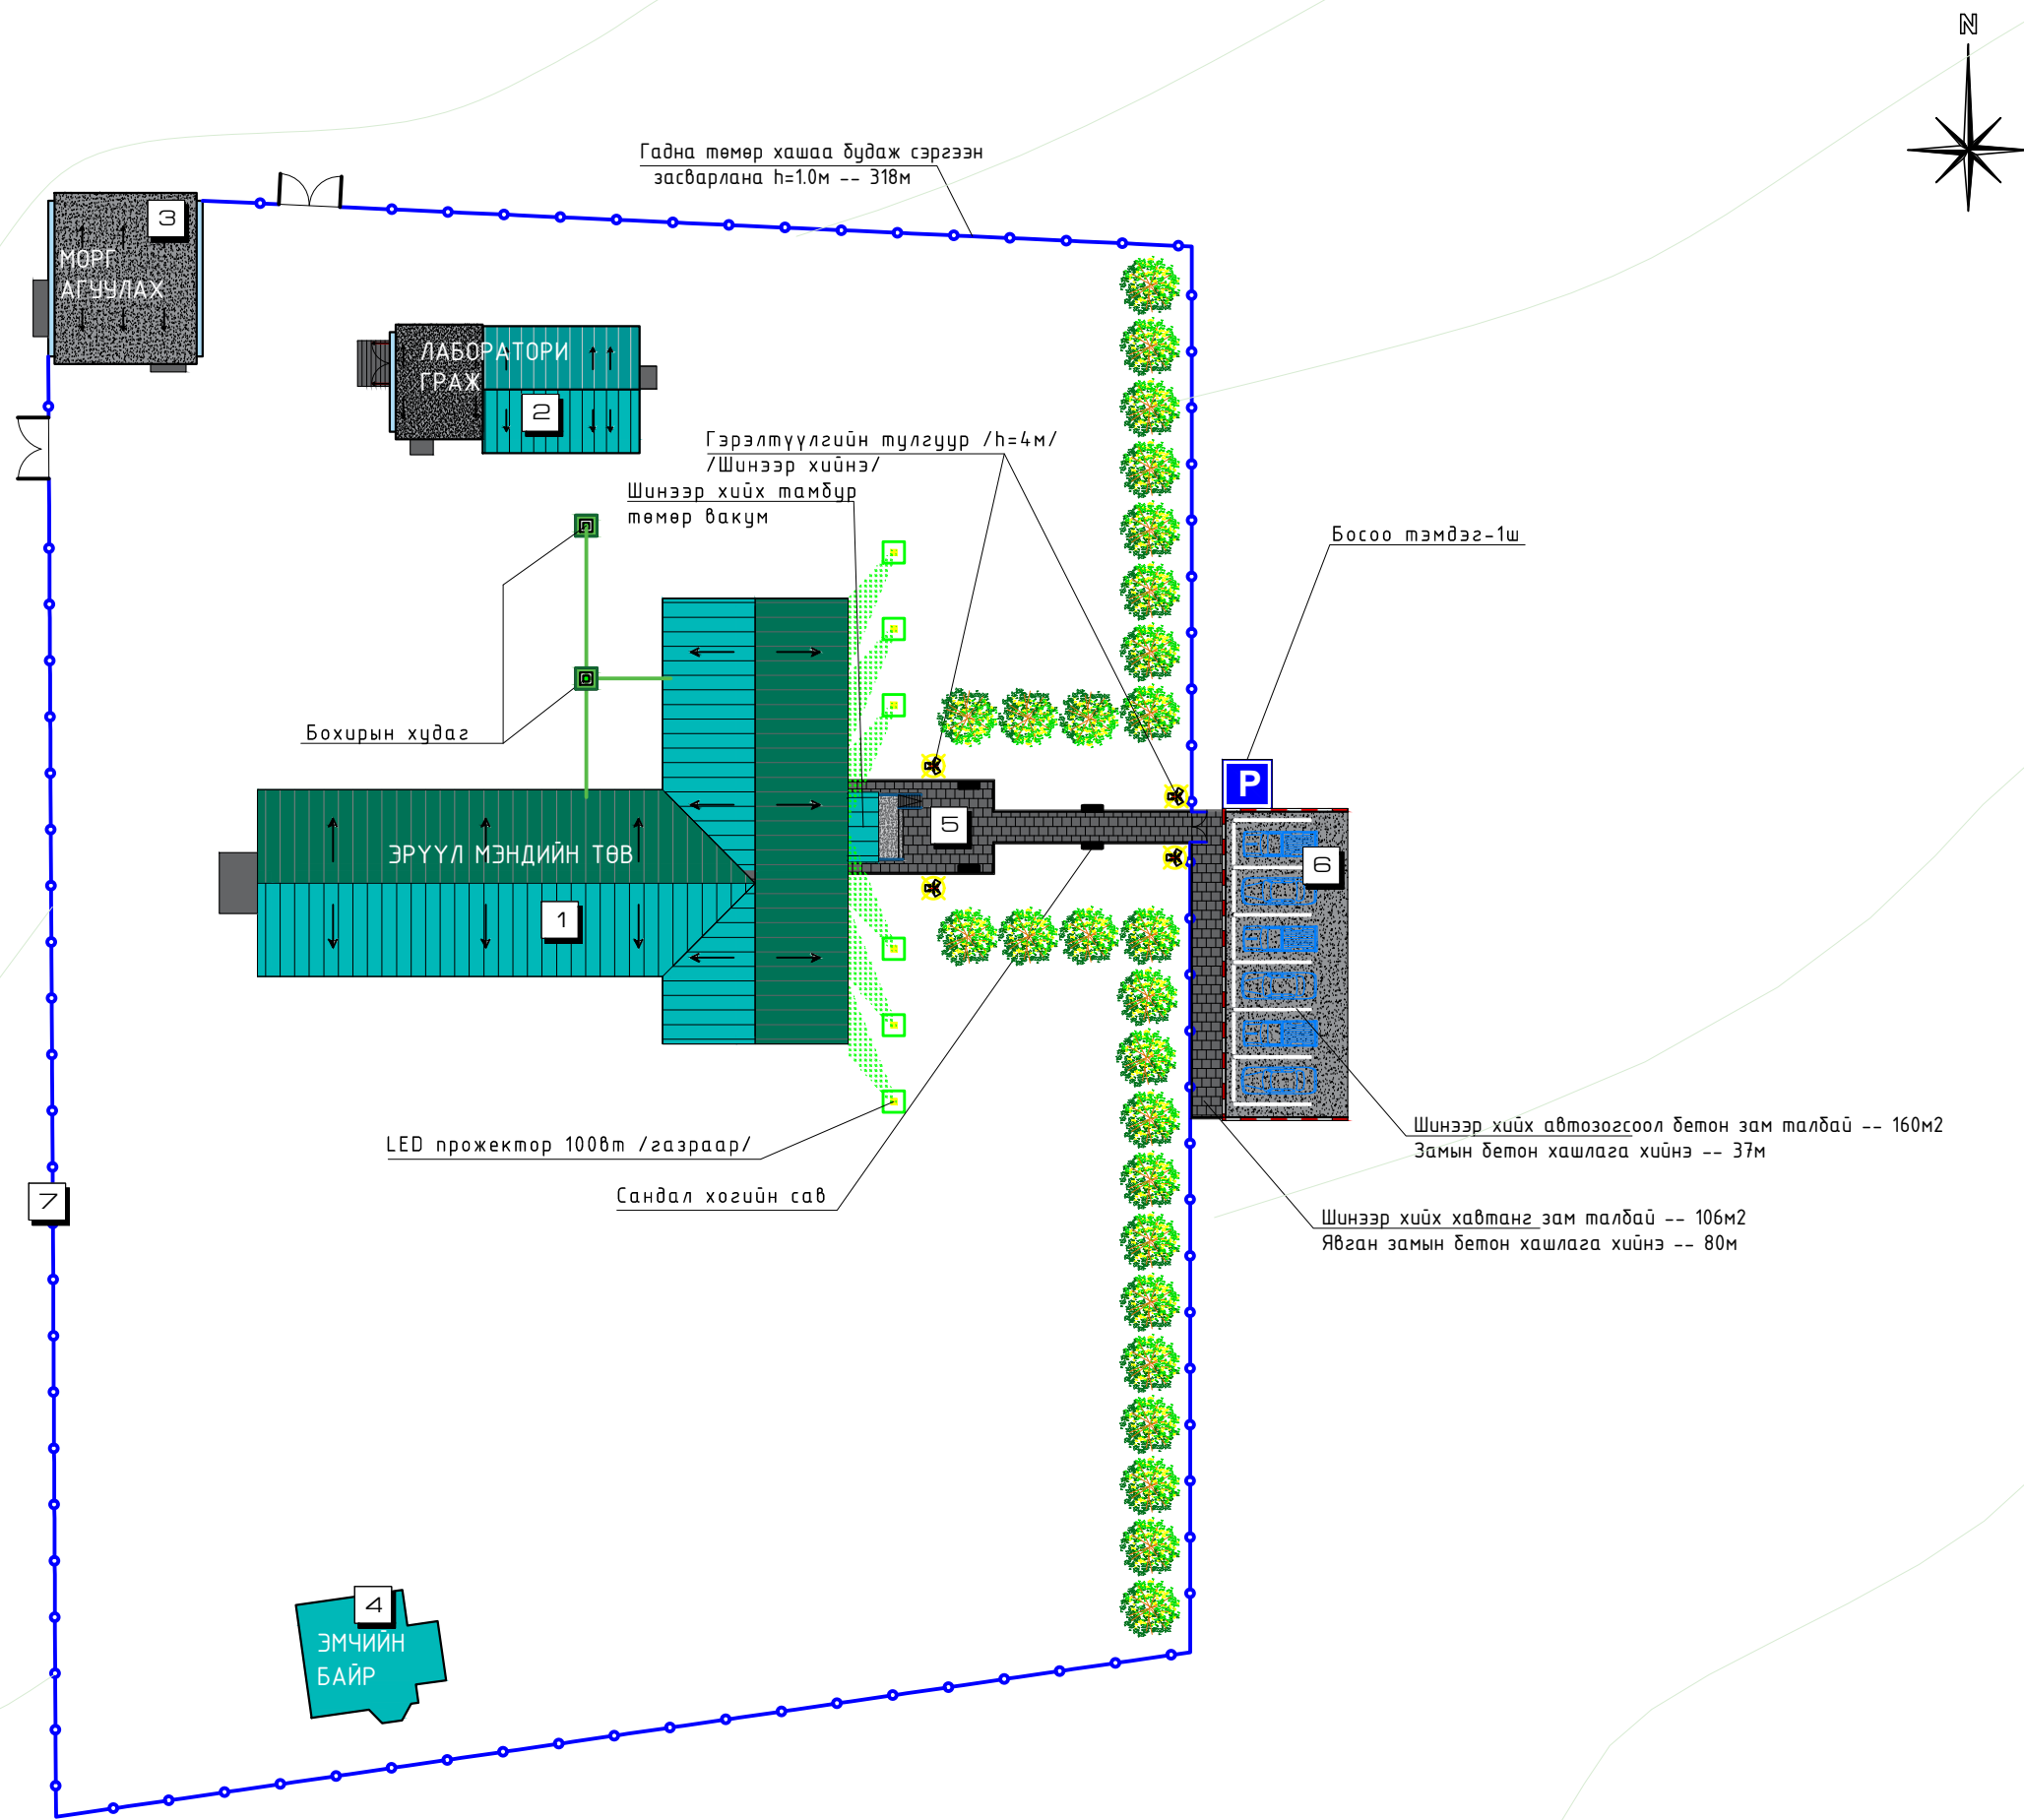 N
Гадна төмөр хашаа будаж сэргээн
засварлана h=1.0м -- 318м
3
МОРГ
АГУУЛАХ
ЛАБОРАТОРИ
ГРАЖ
2
Гэрэлтүүлгийн тулгуур /h=4м/
/Шинээр хийнэ/
Шинээр хийх тамбур
төмөр вакум
Босоо тэмдэг-1ш
Бохирын худаг
P
5
6
ЭРҮҮЛ МЭНДИЙН ТӨВ
1
Шинээр хийх автозогсоол бетон зам талбай -- 160м2
Замын бетон хашлага хийнэ -- 37м
LED прожектор 100вт /газраар/
Сандал хогийн сав
7
Шинээр хийх хавтанг зам талбай -- 106м2
Явган замын бетон хашлага хийнэ -- 80м
4
ЭМЧИЙН
БАЙР